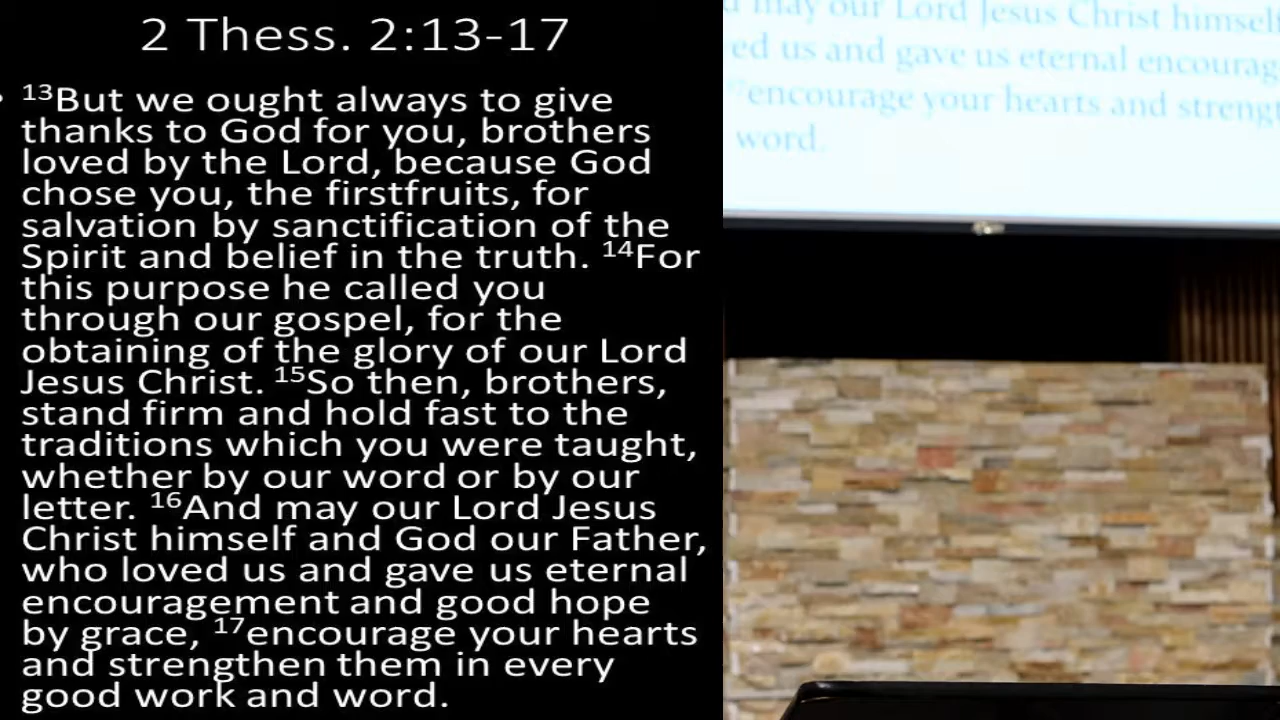 2 Thess. 2:13-17
• ¹³But we ought always to give
thanks to God for you, brothers
loved by the Lord, because God
chose you, the firstfruits, for
salvation by sanctification of the
Spirit and belief in the truth. ¹⁴For
this purpose he called you
through our gospel, for the
obtaining of the glory of our Lord
Jesus Christ. ¹⁵So then, brothers,
stand firm and hold fast to the
traditions which you were taught,
whether by our word or by our
letter. ¹⁶And may our Lord Jesus
Christ himself and God our Father,
who loved us and gave us eternal
encouragement and good hope
by grace, ¹⁷encourage your hearts
and strengthen them in every
good work and word.
may our Lord Jesus Christ himself
ed us and gave us eternal encourag
¹⁷encourage your hearts and strengt
word.